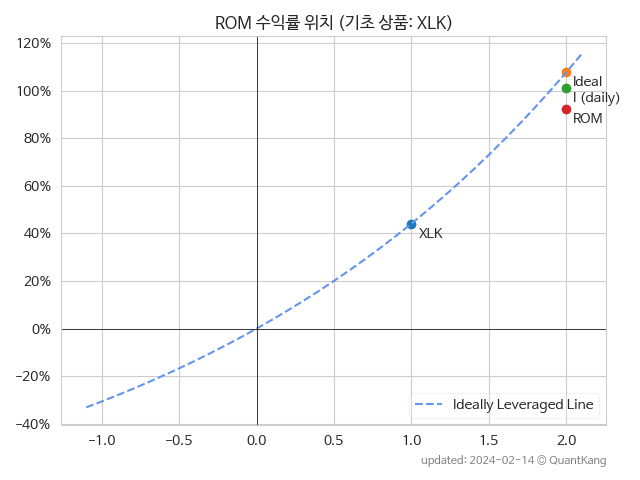 ROM 수익률 위치 (기초 상품: XLK)
120%
100%
80%
60%
40%
20%
0%
−20%
−40%
Ideal
I (daily)
ROM
XLK
Ideally Leveraged Line
−1.0
−0.5
0.0
0.5
1.0
1.5
2.0
updated: 2024-02-14 © QuantKang